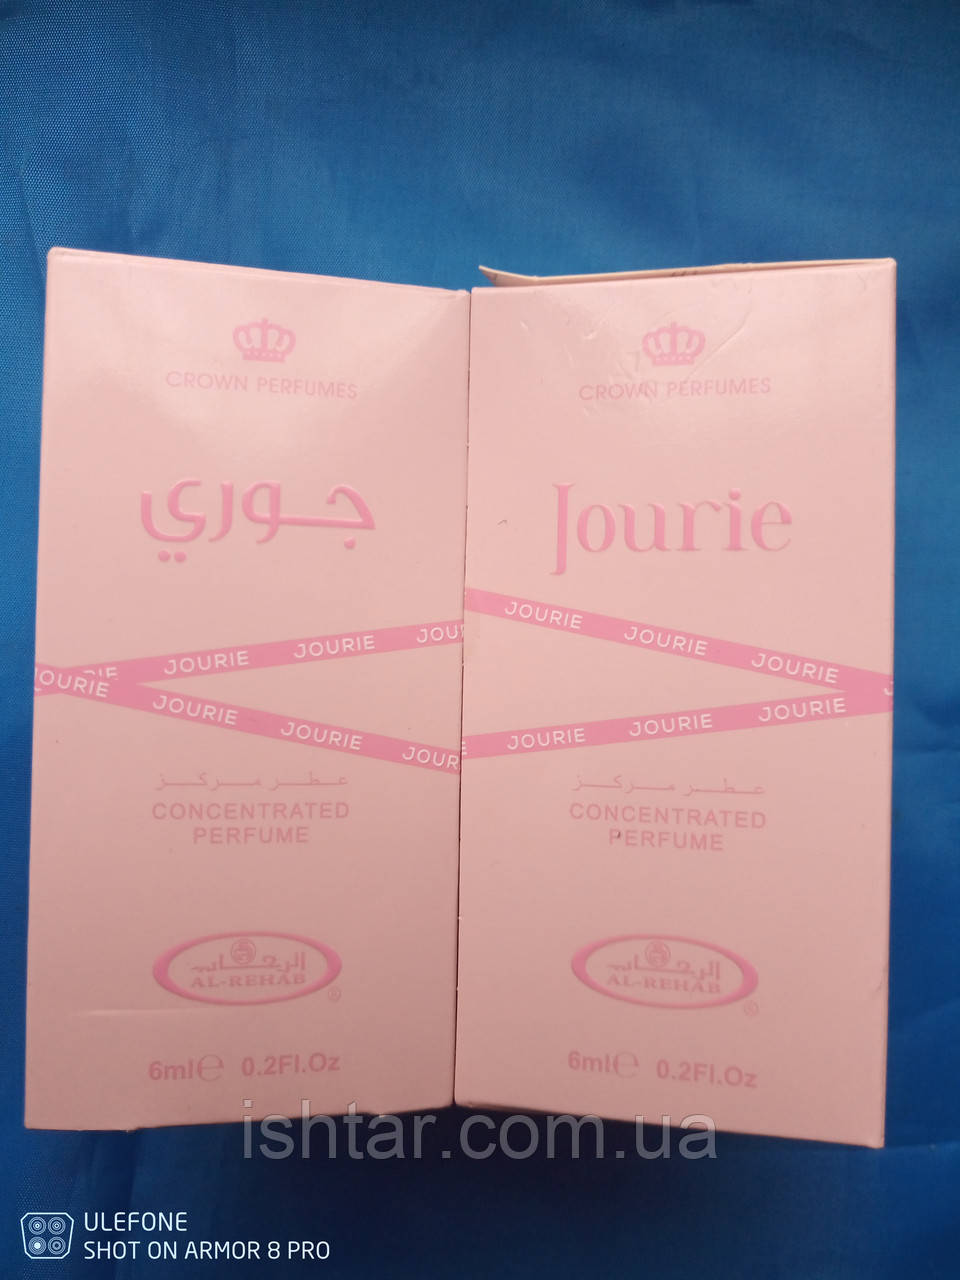 CROWN PERFUMES
جوري
JOURIE JOURIE JOU
JOURIE JOURIE JOURIE JOUR
عطر مركز
CONCENTRATED
PERFUME
الرحاب
AL-REHAB
®
6ml℮ 0.2Fl.Oz
CROWN PERFUMES
Jourie
JOURIE JOURIE JOURIE
JOURIE JOURIE JOURIE
عطر مركز
CONCENTRATED
PERFUME
الرحاب
AL-REHAB
®
6ml℮ 0.2Fl.Oz
ishtar.com.ua
ULEFONE
SHOT ON ARMOR 8 PRO